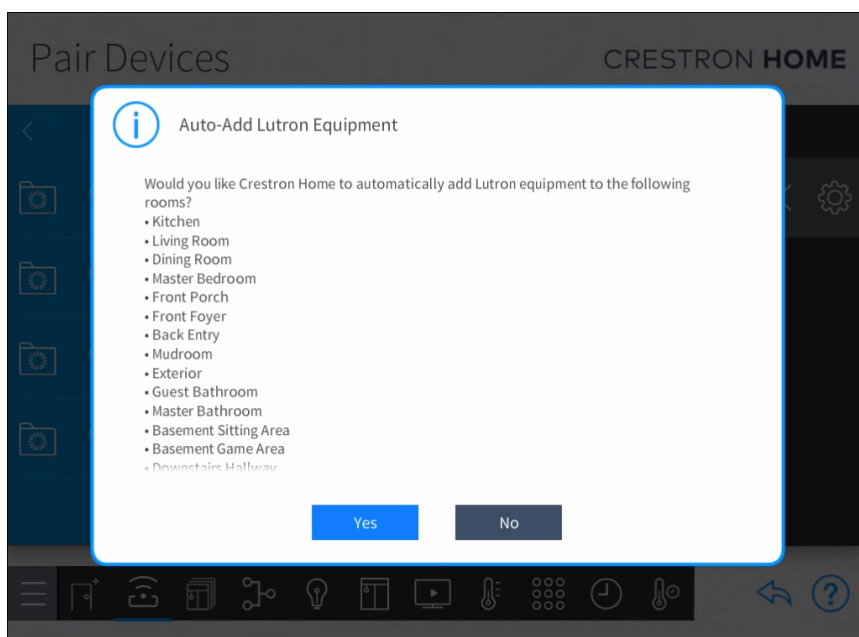 Pair Devices
CRESTRON HOME
Auto-Add Lutron Equipment
Would you like Crestron Home to automatically add Lutron equipment to the following
rooms?
• Kitchen
• Living Room
• Dining Room
• Master Bedroom
• Front Porch
• Front Foyer
• Back Entry
• Mudroom
• Exterior
• Guest Bathroom
• Master Bathroom
• Basement Sitting Area
• Basement Game Area
• Downstairs Hallway
Yes
No
?